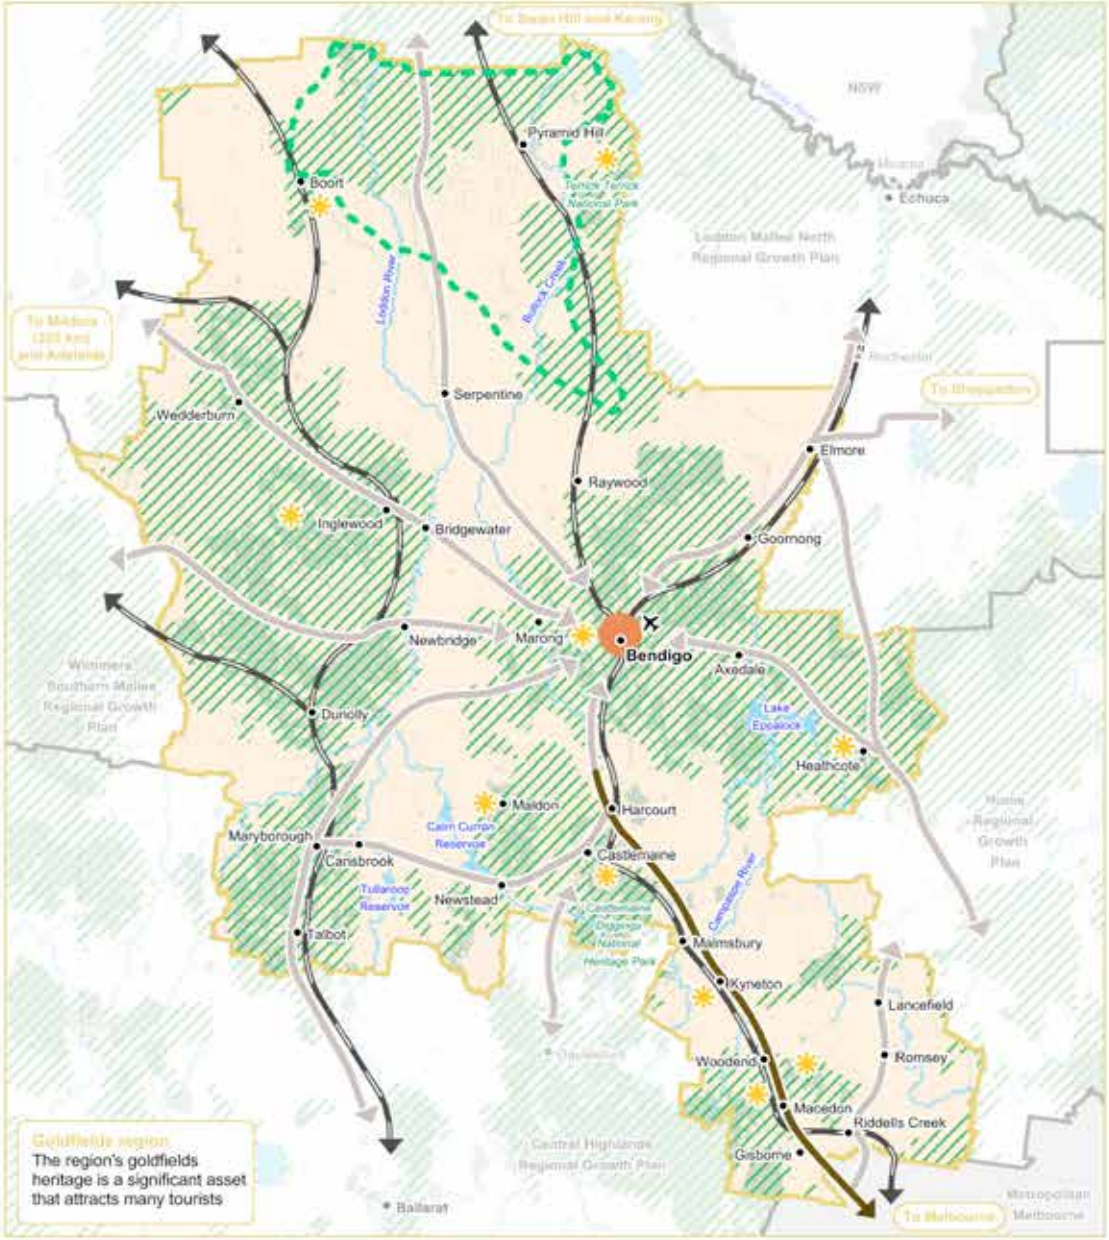 To Swan Hill and Kerang
NSW
Murray River
Moama
Echuca
Pyramid Hill
Terrick Terrick
National Park
Boort
Loddon Mallee North
Regional Growth Plan
Loddon River
Bullock Creek
To Mildura
and Adelaide
Rochester
To Shepparton
Serpentine
Wedderburn
Elmore
Raywood
Inglewood
Bridgewater
Goornong
Newbridge
Marong
Bendigo
Axedale
Wimmera
Southern Mallee
Regional Growth
Plan
Dunolly
Lake
Eppalock
Heathcote
Maldon
Harcourt
Cairn Curran
Reservoir
Hume
Regional
Growth
Plan
Maryborough
Carisbrook
Castlemaine
Tullaroop
Reservoir
Newstead
Campaspe River
Castlemaine
Diggings
National
Heritage Park
Talbot
Malmsbury
Kyneton
Lancefield
Daylesford
Woodend
Romsey
Macedon
Riddells Creek
Gisborne
Central Highlands
Regional Growth Plan
Goldfields region
The region's goldfields
heritage is a significant asset
that attracts many tourists
Ballarat
To Melbourne
Metropolitan
Melbourne